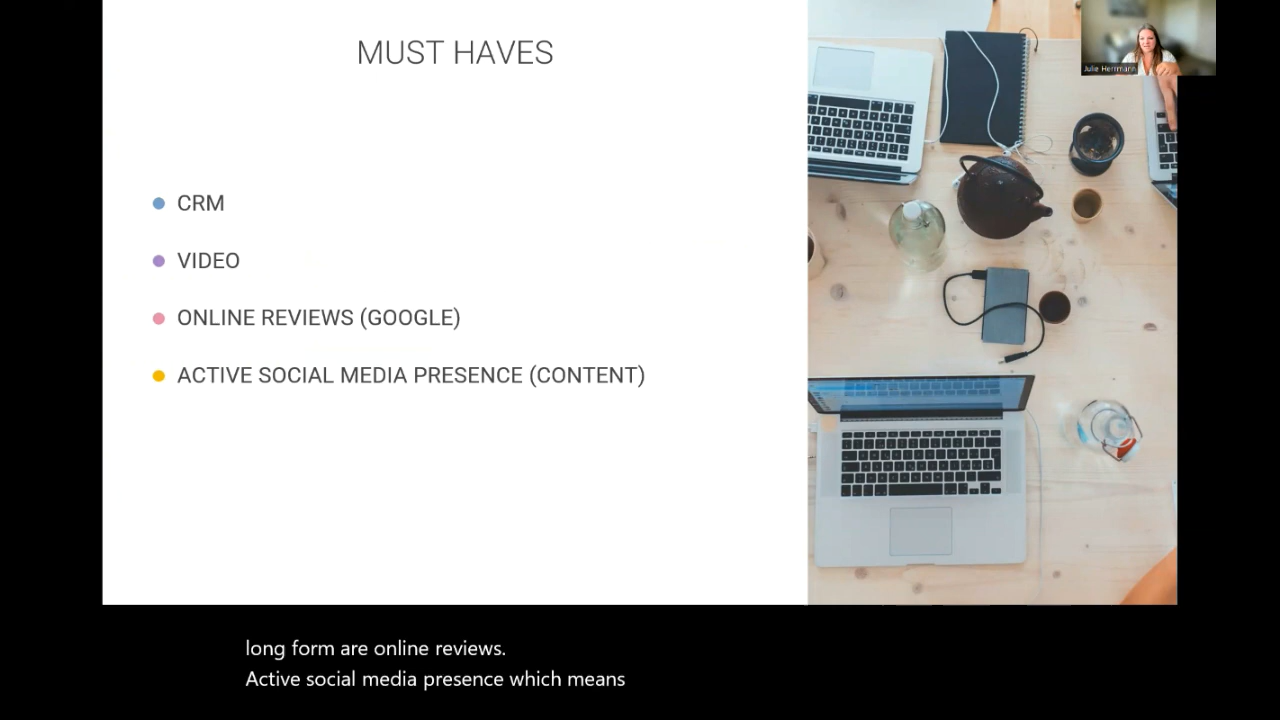 MUST HAVES
Julie Herrmann
CRM
VIDEO
ONLINE REVIEWS (GOOGLE)
ACTIVE SOCIAL MEDIA PRESENCE (CONTENT)
long form are online reviews.
Active social media presence which means